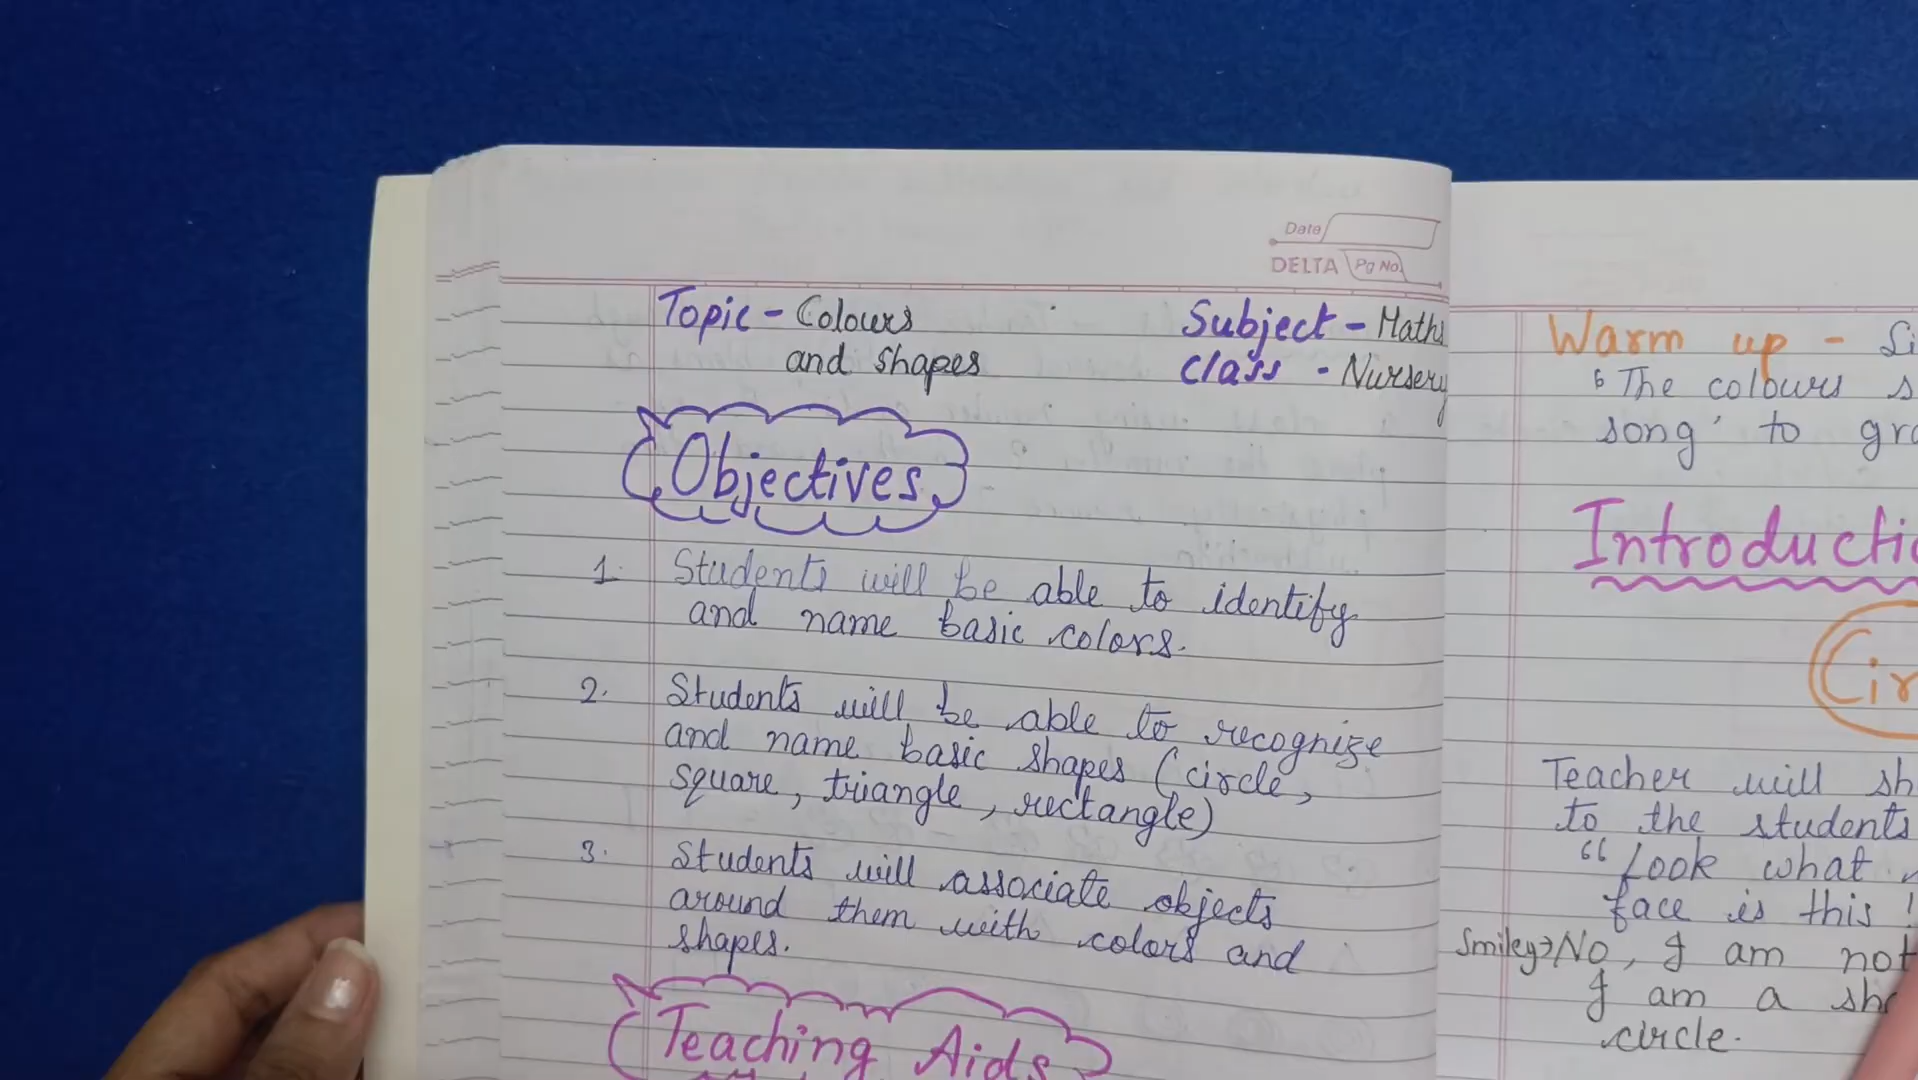 Date
DELTA Pg No.
Topic - Colours
and shapes
Subject - Maths
Class - Nursery
Objectives
1. Students will be able to identify
and name basic colors.
2. Students will be able to recognize
and name basic shapes (circle,
square, triangle, rectangle)
3. Students will associate objects
around them with colors and
shapes.
Teaching Aids
Warm up -
'The colours
song' to
Introducti
Cir
Teacher will sh
to the students
"Look what
face is this!
Smiley→No, I am not
I am a sh
circle.